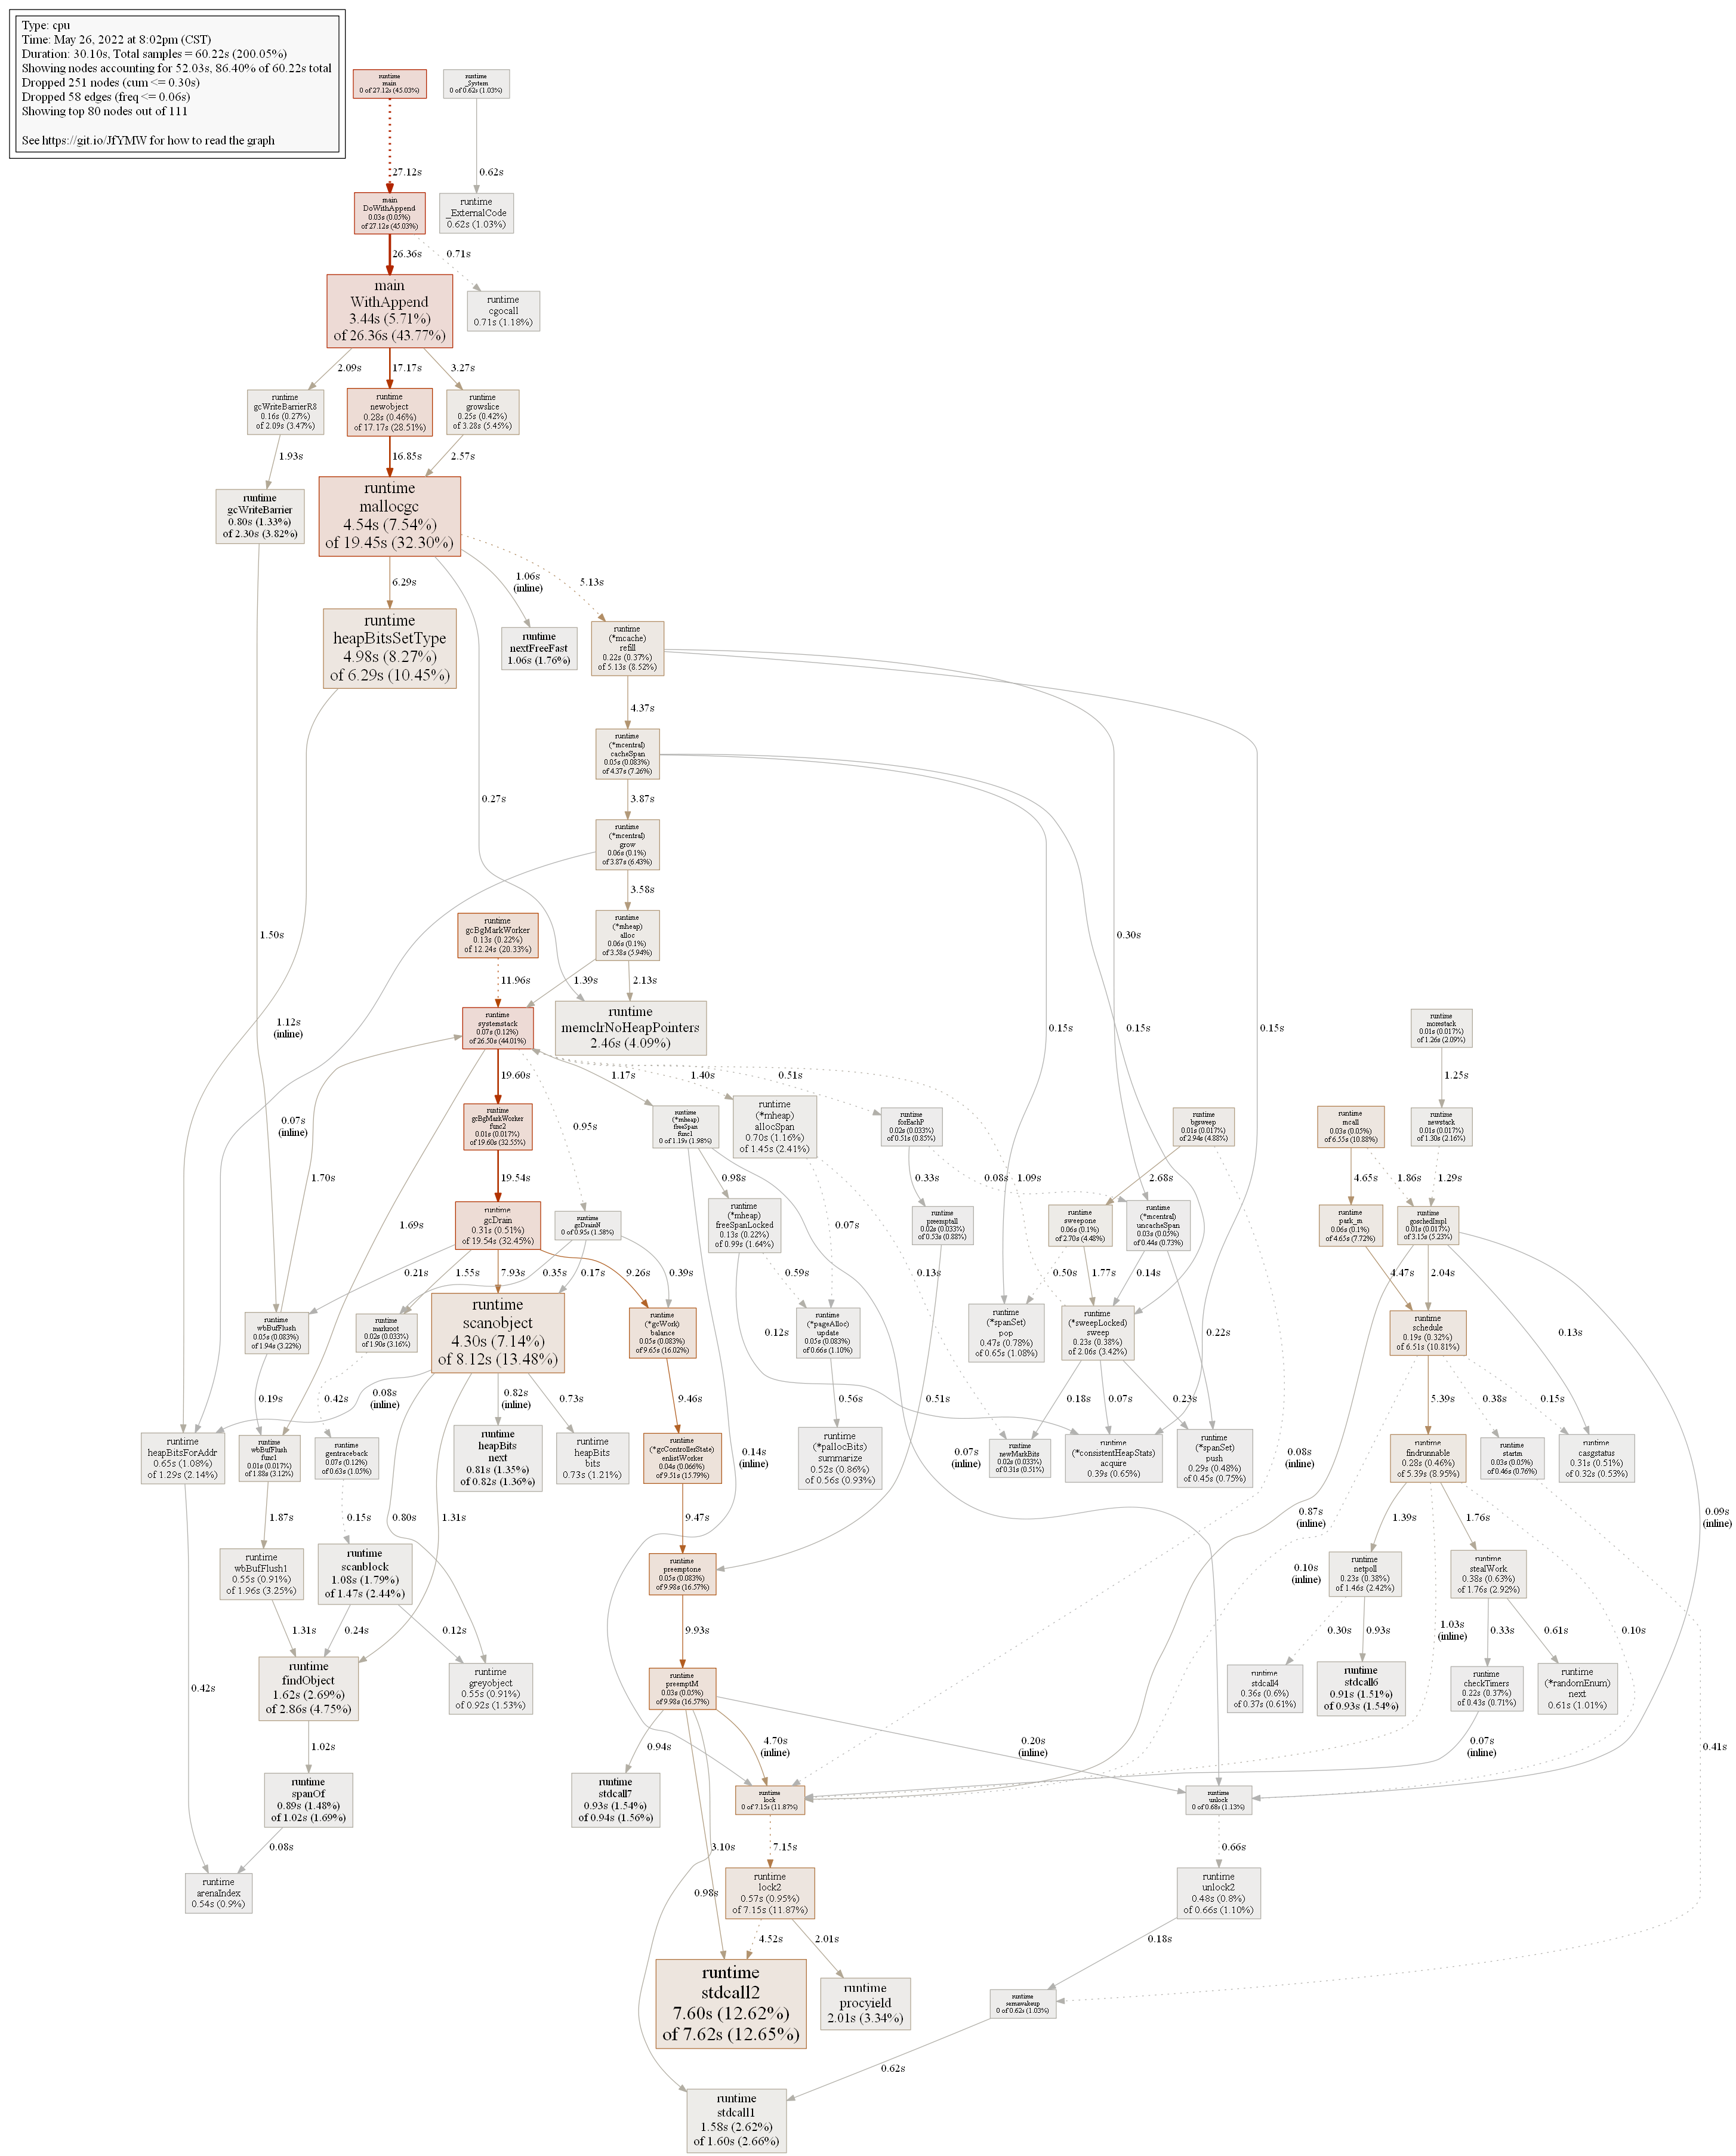 Type: cpu
Time: May 26, 2022 at 8:02pm (CST)
Duration: 30.10s, Total samples = 60.22s (200.05%)
Showing nodes accounting for 52.03s, 86.40% of 60.22s total
Dropped 251 nodes (cum <= 0.30s)
Dropped 58 edges (freq <= 0.06s)
Showing top 80 nodes out of 111
See https://git.io/JfYMW for how to read the graph
runtime
main
0 of 27.12s (45.03%)
runtime
_System
0 of 0.62s (1.03%)
27.12s
0.62s
main
DoWithAppend
0.03s (0.05%)
of 27.12s (45.03%)
runtime
_ExternalCode
0.62s (1.03%)
26.36s
0.71s
main
WithAppend
3.44s (5.71%)
of 26.36s (43.77%)
runtime
cgocall
0.71s (1.18%)
2.09s
17.17s
3.27s
runtime
gcWriteBarrierR8
0.16s (0.27%)
of 2.09s (3.47%)
runtime
newobject
0.28s (0.46%)
of 17.17s (28.51%)
runtime
growslice
0.25s (0.42%)
of 3.28s (5.45%)
1.93s
16.85s
2.57s
runtime
gcWriteBarrier
0.80s (1.33%)
of 2.30s (3.82%)
runtime
mallocgc
4.54s (7.54%)
of 19.45s (32.30%)
6.29s
1.06s
(inline)
5.13s
runtime
heapBitsSetType
4.98s (8.27%)
of 6.29s (10.45%)
runtime
nextFreeFast
1.06s (1.76%)
runtime
(*mcache)
refill
0.22s (0.37%)
of 5.13s (8.52%)
4.37s
runtime
(*mcentral)
cacheSpan
0.05s (0.083%)
of 4.37s (7.26%)
0.27s
3.87s
runtime
(*mcentral)
grow
0.06s (0.1%)
of 3.87s (6.43%)
3.58s
runtime
gcBgMarkWorker
0.13s (0.22%)
of 12.24s (20.33%)
runtime
(*mheap)
alloc
0.06s (0.1%)
of 3.58s (5.94%)
1.50s
0.30s
11.96s
1.39s
2.13s
1.12s
(inline)
runtime
systemstack
0.07s (0.12%)
of 26.50s (44.01%)
runtime
memclrNoHeapPointers
2.46s (4.09%)
0.15s
0.15s
0.15s
runtime
morestack
0.01s (0.017%)
of 1.26s (2.09%)
19.60s
1.17s
1.40s
0.51s
1.25s
0.07s
(inline)
runtime
gcBgMarkWorker
func2
0.01s (0.017%)
of 19.60s (32.55%)
0.95s
runtime
(*mheap)
freeSpan
func1
0 of 1.19s (1.98%)
runtime
(*mheap)
allocSpan
0.70s (1.16%)
of 1.45s (2.41%)
runtime
forEachP
0.02s (0.033%)
of 0.51s (0.85%)
runtime
bgsweep
0.01s (0.017%)
of 2.94s (4.88%)
runtime
mcall
0.03s (0.05%)
of 6.55s (10.88%)
runtime
newstack
0.01s (0.017%)
of 1.30s (2.16%)
1.70s
19.54s
0.98s
0.33s
0.08s
1.09s
2.68s
4.65s
1.86s
1.29s
1.69s
runtime
gcDrain
0.31s (0.51%)
of 19.54s (32.45%)
runtime
gcDrainN
0 of 0.95s (1.58%)
runtime
(*mheap)
freeSpanLocked
0.13s (0.22%)
of 0.99s (1.64%)
0.07s
runtime
preemptall
0.02s (0.033%)
of 0.53s (0.88%)
runtime
sweepone
0.06s (0.1%)
of 2.70s (4.48%)
runtime
(*mcentral)
uncacheSpan
0.03s (0.05%)
of 0.44s (0.73%)
runtime
park_m
0.06s (0.1%)
of 4.65s (7.72%)
runtime
goschedImpl
0.01s (0.017%)
of 3.15s (5.23%)
0.21s
1.55s
7.93s
0.35s
0.17s
9.26s
0.39s
0.59s
0.13s
0.50s
1.77s
0.14s
4.47s
2.04s
runtime
wbBufFlush
0.05s (0.083%)
of 1.94s (3.22%)
runtime
markroot
0.02s (0.033%)
of 1.90s (3.16%)
runtime
scanobject
4.30s (7.14%)
of 8.12s (13.48%)
runtime
(*gcWork)
balance
0.05s (0.083%)
of 9.65s (16.02%)
0.12s
runtime
(*pageAlloc)
update
0.05s (0.083%)
of 0.66s (1.10%)
runtime
(*spanSet)
pop
0.47s (0.78%)
of 0.65s (1.08%)
runtime
(*sweepLocked)
sweep
0.23s (0.38%)
of 2.06s (3.42%)
0.22s
runtime
schedule
0.19s (0.32%)
of 6.51s (10.81%)
0.13s
0.19s
0.42s
0.08s
(inline)
0.82s
(inline)
0.73s
9.46s
0.56s
0.51s
0.18s
0.07s
0.23s
5.39s
0.38s
0.15s
runtime
heapBitsForAddr
0.65s (1.08%)
of 1.29s (2.14%)
runtime
wbBufFlush
func1
0.01s (0.017%)
of 1.88s (3.12%)
runtime
gentraceback
0.07s (0.12%)
of 0.63s (1.05%)
runtime
heapBits
next
0.81s (1.35%)
of 0.82s (1.36%)
runtime
heapBits
bits
0.73s (1.21%)
runtime
(*gcControllerState)
enlistWorker
0.04s (0.066%)
of 9.51s (15.79%)
0.14s
(inline)
runtime
(*pallocBits)
summarize
0.52s (0.86%)
of 0.56s (0.93%)
0.07s
(inline)
runtime
newMarkBits
0.02s (0.033%)
of 0.31s (0.51%)
runtime
(*consistentHeapStats)
acquire
0.39s (0.65%)
runtime
(*spanSet)
push
0.29s (0.48%)
of 0.45s (0.75%)
0.08s
(inline)
runtime
findrunnable
0.28s (0.46%)
of 5.39s (8.95%)
runtime
startm
0.03s (0.05%)
of 0.46s (0.76%)
runtime
casgstatus
0.31s (0.51%)
of 0.32s (0.53%)
1.87s
0.15s
0.80s
1.31s
9.47s
0.87s
(inline)
1.39s
1.76s
0.09s
(inline)
runtime
wbBufFlush1
0.55s (0.91%)
of 1.96s (3.25%)
runtime
scanblock
1.08s (1.79%)
of 1.47s (2.44%)
runtime
preemptone
0.05s (0.083%)
of 9.98s (16.57%)
0.10s
(inline)
runtime
netpoll
0.23s (0.38%)
of 1.46s (2.42%)
runtime
stealWork
0.38s (0.63%)
of 1.76s (2.92%)
1.31s
0.24s
0.12s
9.93s
0.30s
0.93s
1.03s
(inline)
0.33s
0.61s
0.10s
runtime
findObject
1.62s (2.69%)
of 2.86s (4.75%)
runtime
greyobject
0.55s (0.91%)
of 0.92s (1.53%)
runtime
preemptM
0.03s (0.05%)
of 9.98s (16.57%)
runtime
stdcall4
0.36s (0.6%)
of 0.37s (0.61%)
runtime
stdcall6
0.91s (1.51%)
of 0.93s (1.54%)
runtime
checkTimers
0.22s (0.37%)
of 0.43s (0.71%)
runtime
(*randomEnum)
next
0.61s (1.01%)
0.42s
1.02s
0.94s
4.70s
(inline)
0.20s
(inline)
0.07s
(inline)
0.41s
runtime
spanOf
0.89s (1.48%)
of 1.02s (1.69%)
runtime
stdcall7
0.93s (1.54%)
of 0.94s (1.56%)
runtime
lock
0 of 7.15s (11.87%)
runtime
unlock
0 of 0.68s (1.13%)
0.08s
3.10s
7.15s
0.66s
runtime
arenaIndex
0.54s (0.9%)
0.98s
runtime
lock2
0.57s (0.95%)
of 7.15s (11.87%)
runtime
unlock2
0.48s (0.8%)
of 0.66s (1.10%)
4.52s
2.01s
0.18s
runtime
stdcall2
7.60s (12.62%)
of 7.62s (12.65%)
runtime
procyield
2.01s (3.34%)
runtime
semawakeup
0 of 0.62s (1.03%)
0.62s
runtime
stdcall1
1.58s (2.62%)
of 1.60s (2.66%)